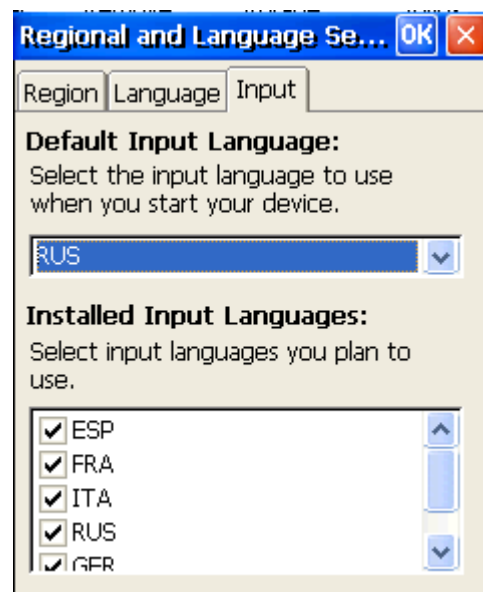 Regional and Language Se... OK
Region Language Input
Default Input Language:
Select the input language to use
when you start your device.
RUS
Installed Input Languages:
Select input languages you plan to
use.
ESP
FRA
ITA
RUS
GER